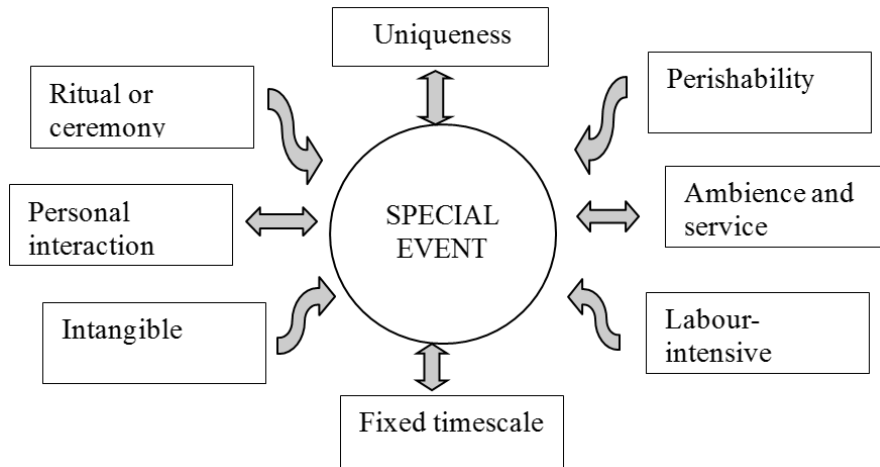 Uniqueness
Ritual or
ceremony
Perishability
Personal
interaction
SPECIAL
EVENT
Ambience and
service
Intangible
Labour-
intensive
Fixed timescale